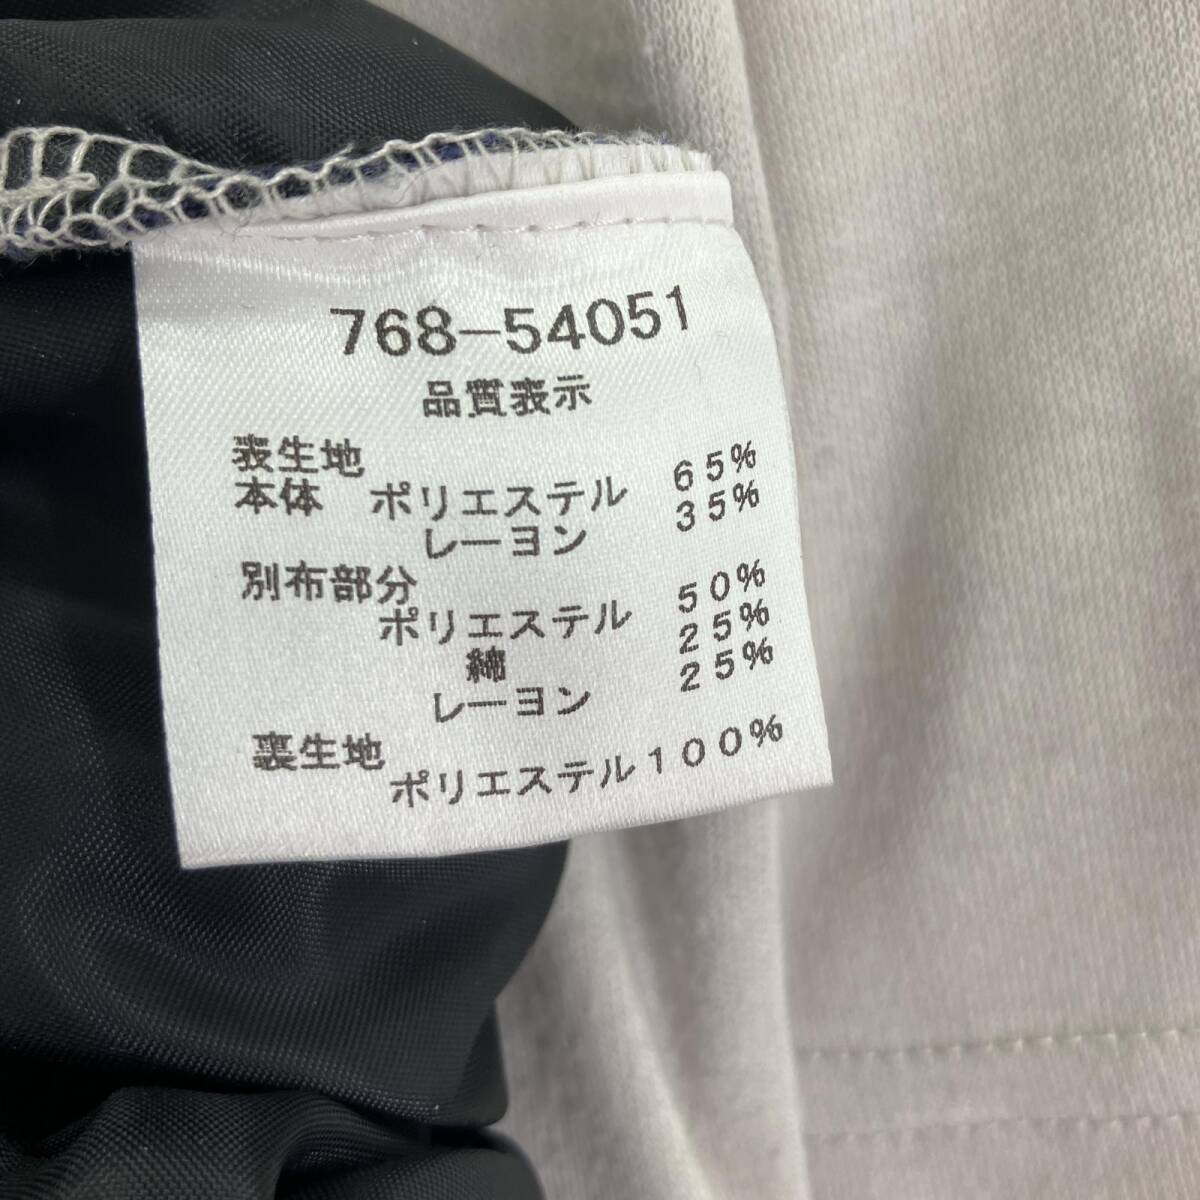 768-54051
品質表示
表生地
本体 ポリエステル 65%
レーヨン 35%
別布部分
ポリエステル 50%
綿 25%
レーヨン 25%
裏生地
ポリエステル100%